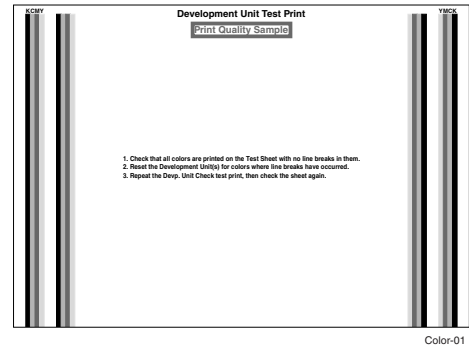 KCMY
Development Unit Test Print
YMCK
Print Quality Sample
1. Check that all colors are printed on the Test Sheet with no line breaks in them.
2. Reset the Development Unit(s) for colors where line breaks have occurred.
3. Repeat the Devp. Unit Check test print, then check the sheet again.
Color-01